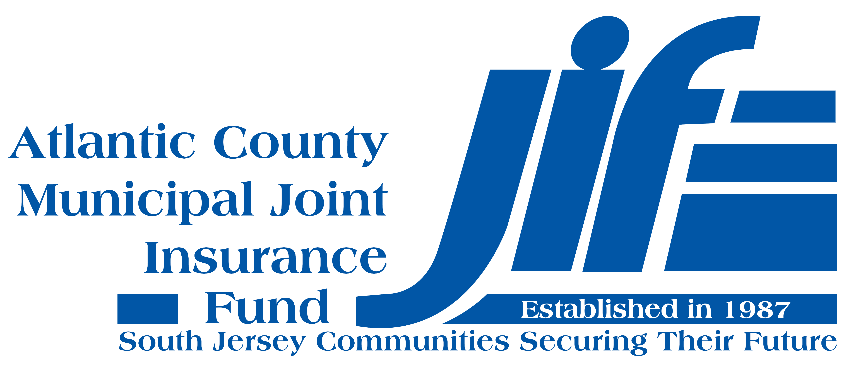 Atlantic County
Municipal Joint
Insurance
Fund
jif
Established in 1987
South Jersey Communities Securing Their Future